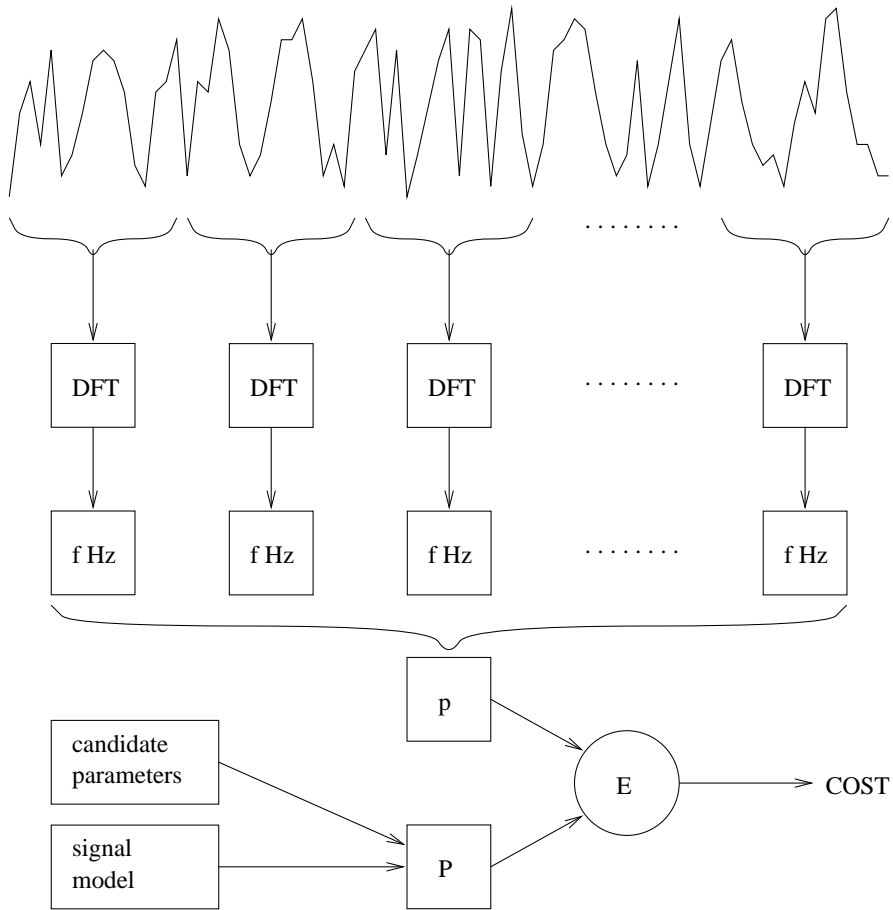 DFT DFT DFT ........ DFT
f Hz f Hz f Hz ........ f Hz
p
candidate
parameters
E
COST
signal
model
P